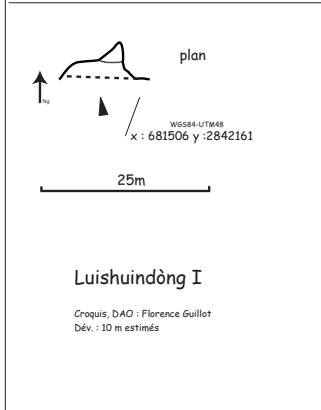 plan
Ng
WGS84-UTM48
x : 681506 y :2842161
25m
Luishuindòng I
Croquis, DAO : Florence Guillot
Dév. : 10 m estimés